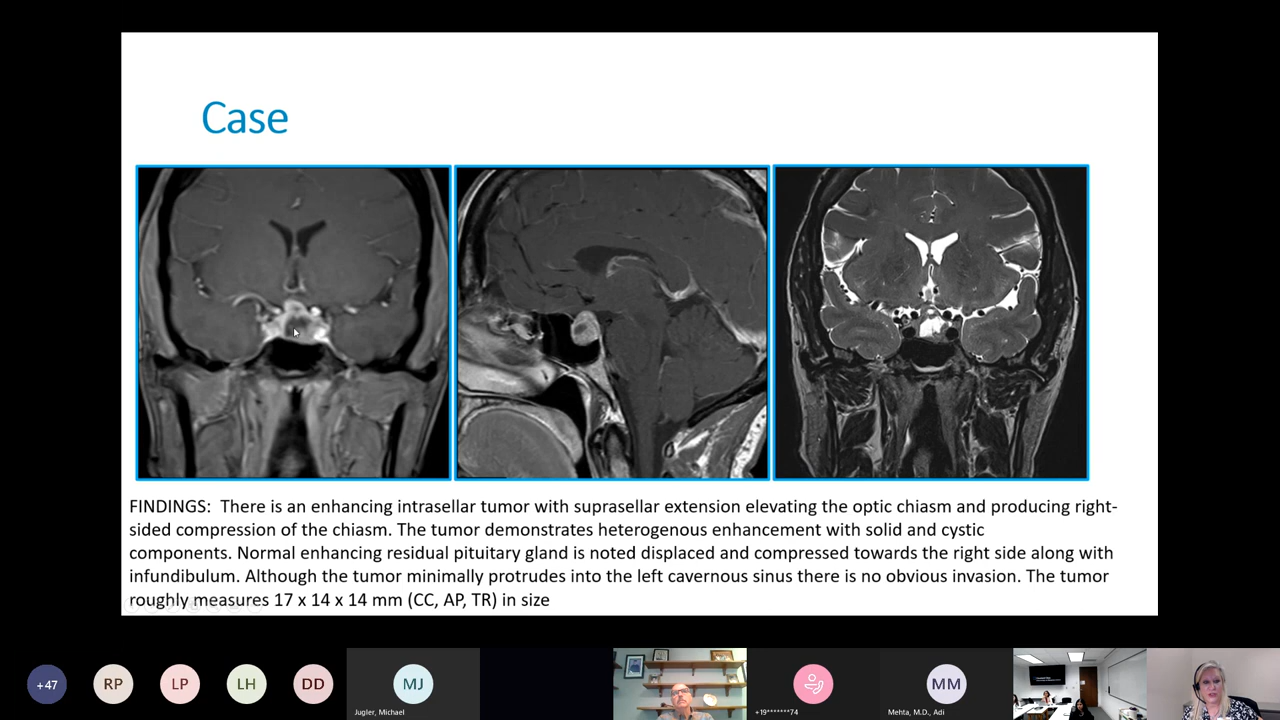 Case
FINDINGS:  There is an enhancing intrasellar tumor with suprasellar extension elevating the optic chiasm and producing right-
sided compression of the chiasm. The tumor demonstrates heterogenous enhancement with solid and cystic
components. Normal enhancing residual pituitary gland is noted displaced and compressed towards the right side along with
infundibulum. Although the tumor minimally protrudes into the left cavernous sinus there is no obvious invasion. The tumor
roughly measures 17 x 14 x 14 mm (CC, AP, TR) in size
+47
RP
LP
LH
DD
MJ
Jugler, Michael
+19*******74
MM
Mehta, M.D., Adi